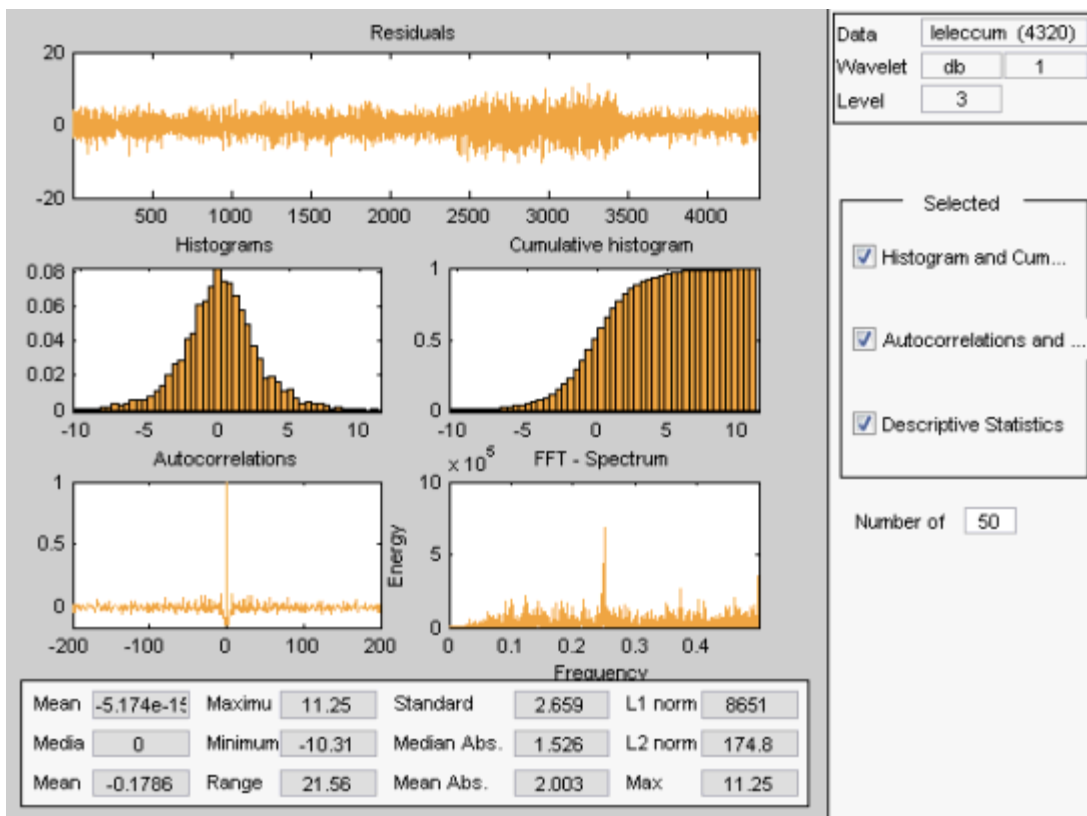 Residuals
20
0
-20
500 1000 1500 2000 2500 3000 3500 4000
Histograms
0.08
0.06
0.04
0.02
0
-10 -5 0 5 10
Cumulative histogram
1
0.5
0
-10 -5 0 5 10
Autocorrelations
1
0.5
0
-200 -100 0 100 200
FFT - Spectrum
× 10^5
10
5
0
Energy
0 0.1 0.2 0.3 0.4
Frequency
Mean -5.174e-15 Maximu 11.25 Standard 2.659 L1 norm 8651
Media 0 Minimum -10.31 Median Abs. 1.526 L2 norm 174.8
Mean -0.1786 Range 21.56 Mean Abs. 2.003 Max 11.25
Data leleccum (4320)
Wavelet db 1
Level 3
Selected
Histogram and Cum...
Autocorrelations and ...
Descriptive Statistics
Number of 50